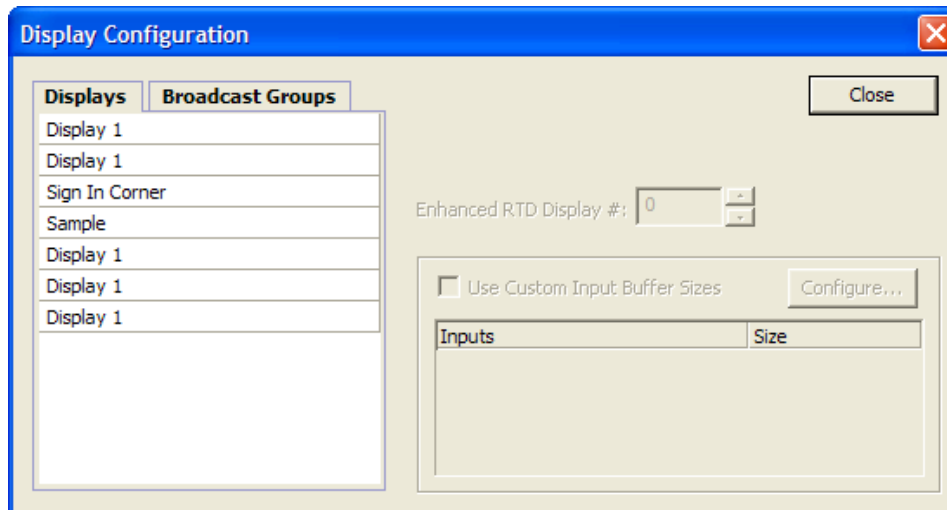 Display Configuration
Displays Broadcast Groups
Close
Display 1
Display 1
Sign In Corner
Sample
Display 1
Display 1
Display 1
Enhanced RTD Display #: 0
Use Custom Input Buffer Sizes Configure...
Inputs Size